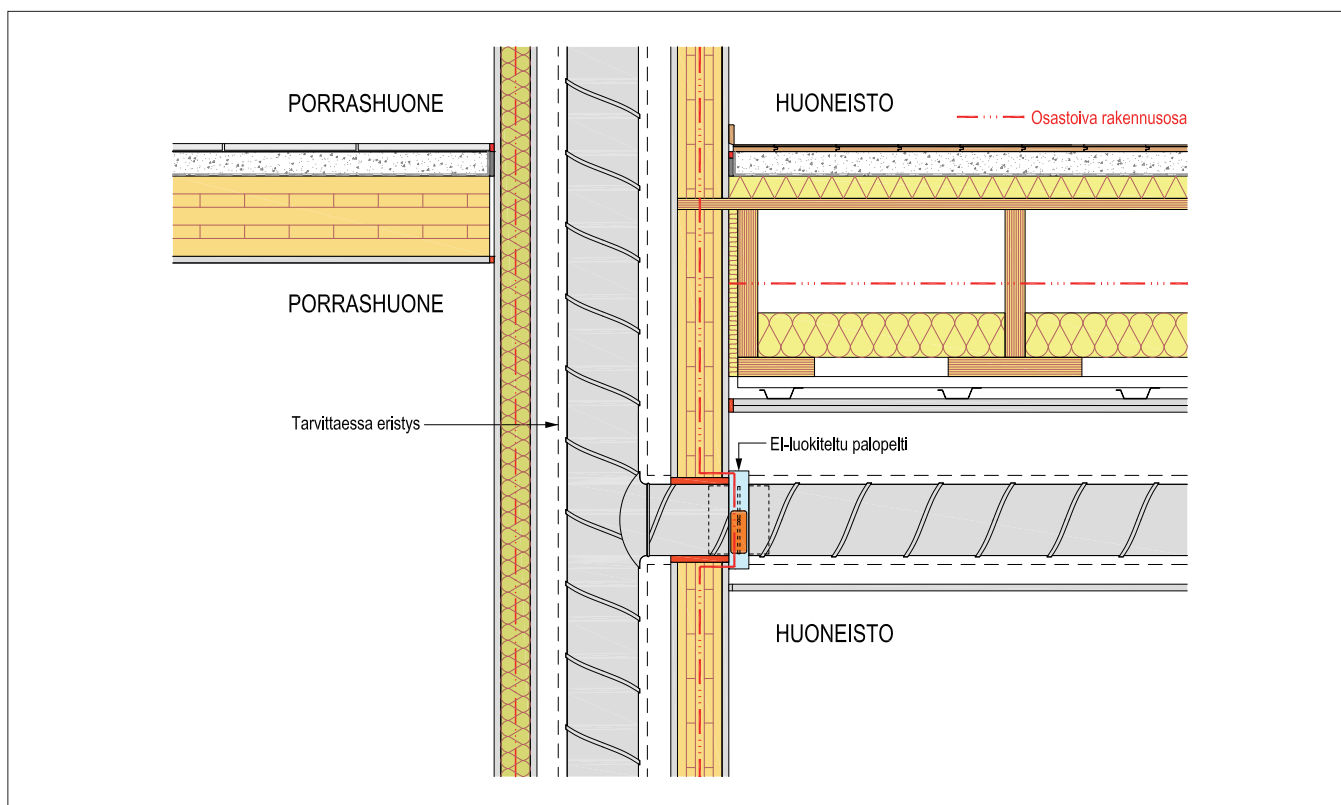 PORRASHUONE
HUONEISTO
Osastoiva rakennusosa
PORRASHUONE
Tarvittaessa eristys
EI-luokiteltu palopelti
HUONEISTO